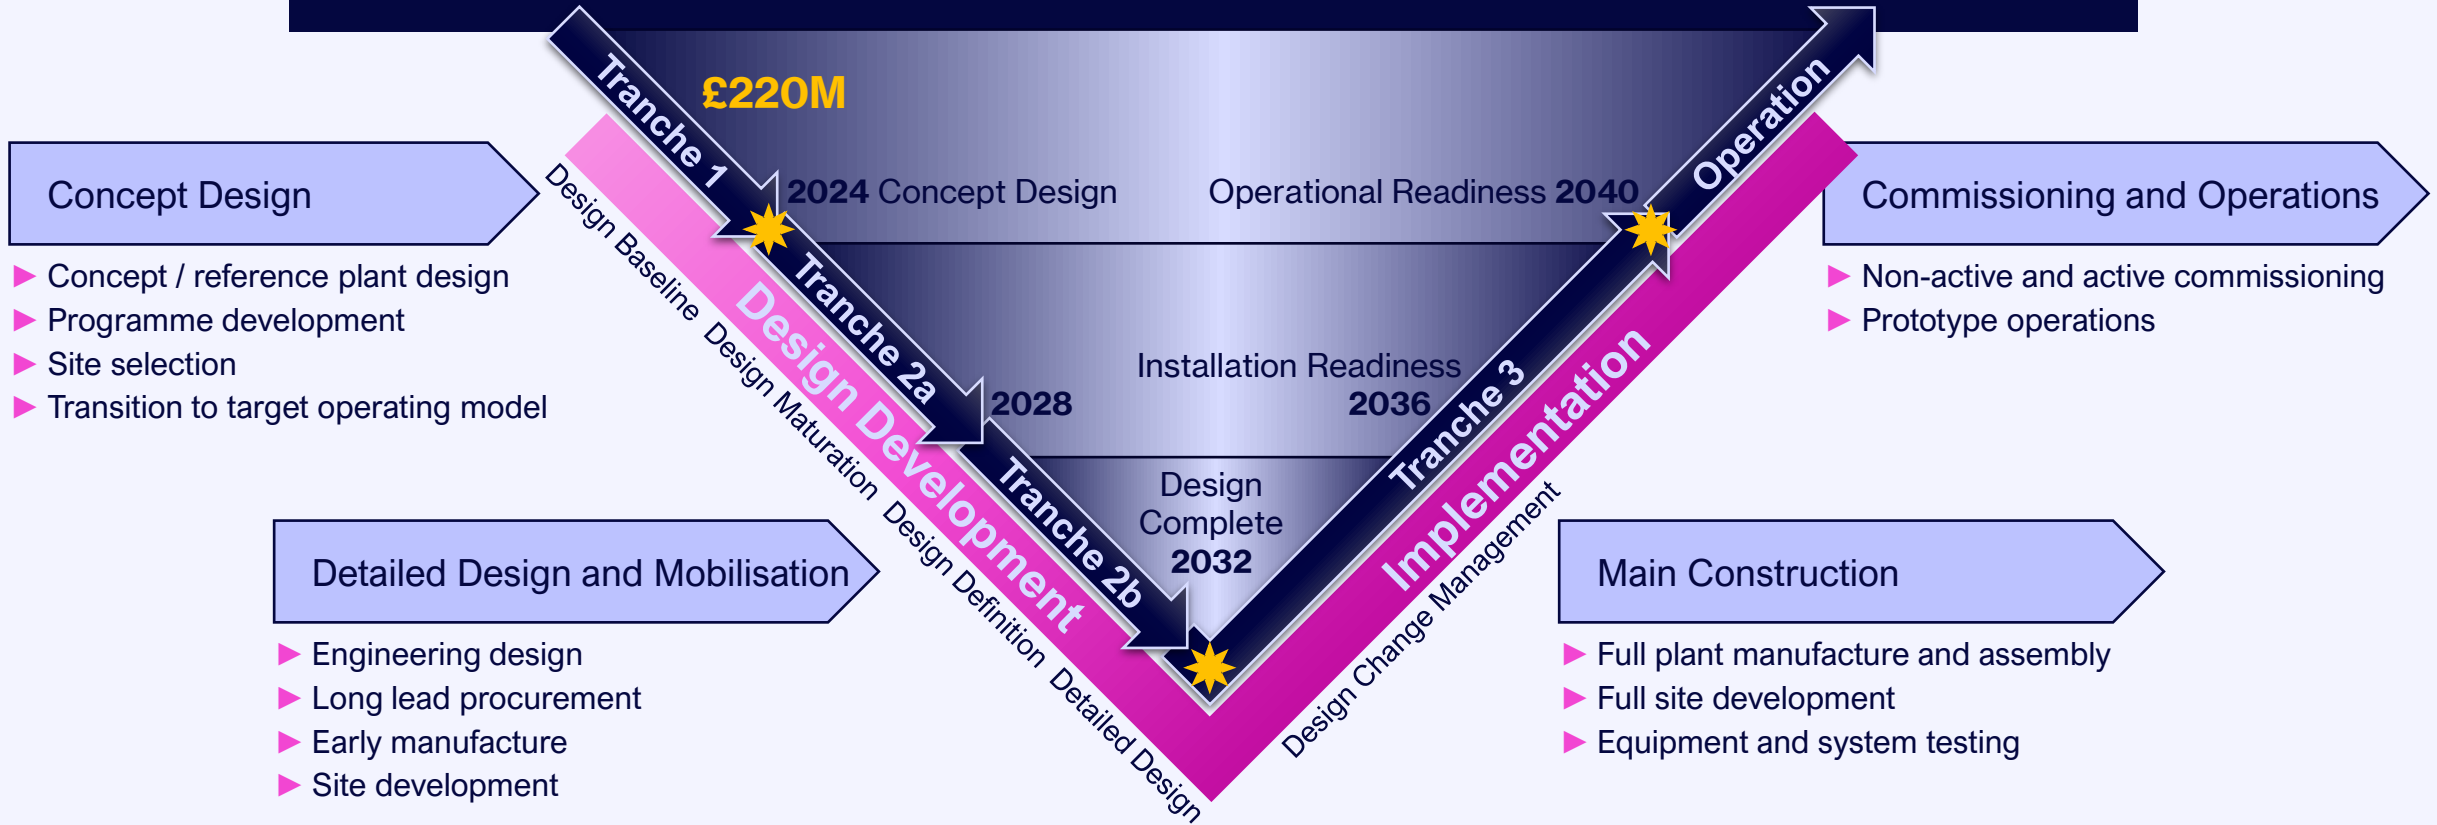 £220M
Tranche 1
2024 Concept Design
Operational Readiness 2040
Operation
Concept Design
Concept / reference plant design
Programme development
Site selection
Transition to target operating model
Design Baseline
Design Maturation
Design Definition
Detailed Design
Design Development
Tranche 2a
2028
Installation Readiness
2036
Tranche 2b
Design
Complete
2032
Tranche 3
Implementation
Design Change Management
Commissioning and Operations
Non-active and active commissioning
Prototype operations
Detailed Design and Mobilisation
Engineering design
Long lead procurement
Early manufacture
Site development
Main Construction
Full plant manufacture and assembly
Full site development
Equipment and system testing